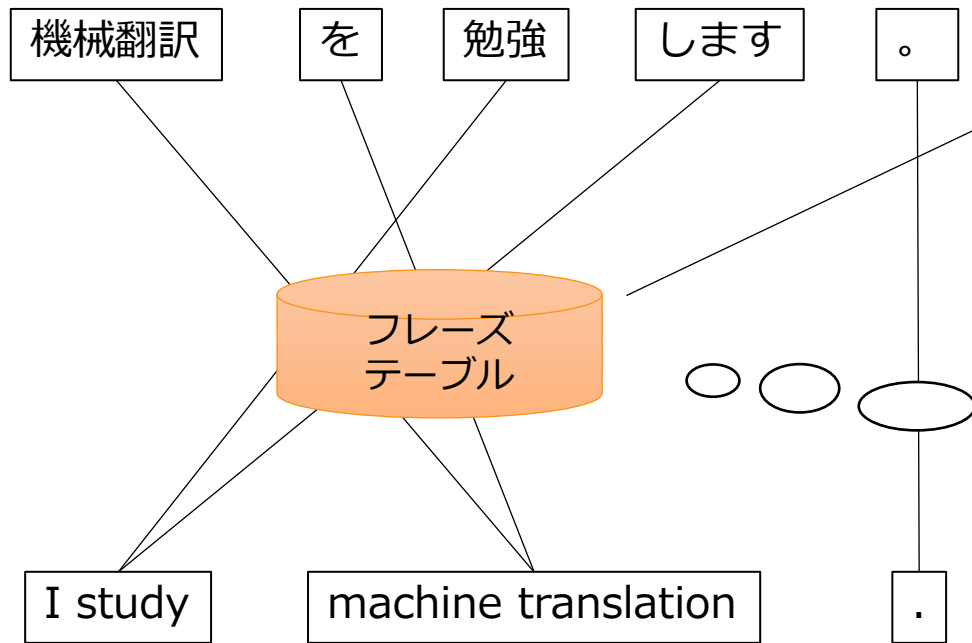 機械翻訳 を 勉強 します 。
フレーズ
テーブル
I study machine translation .